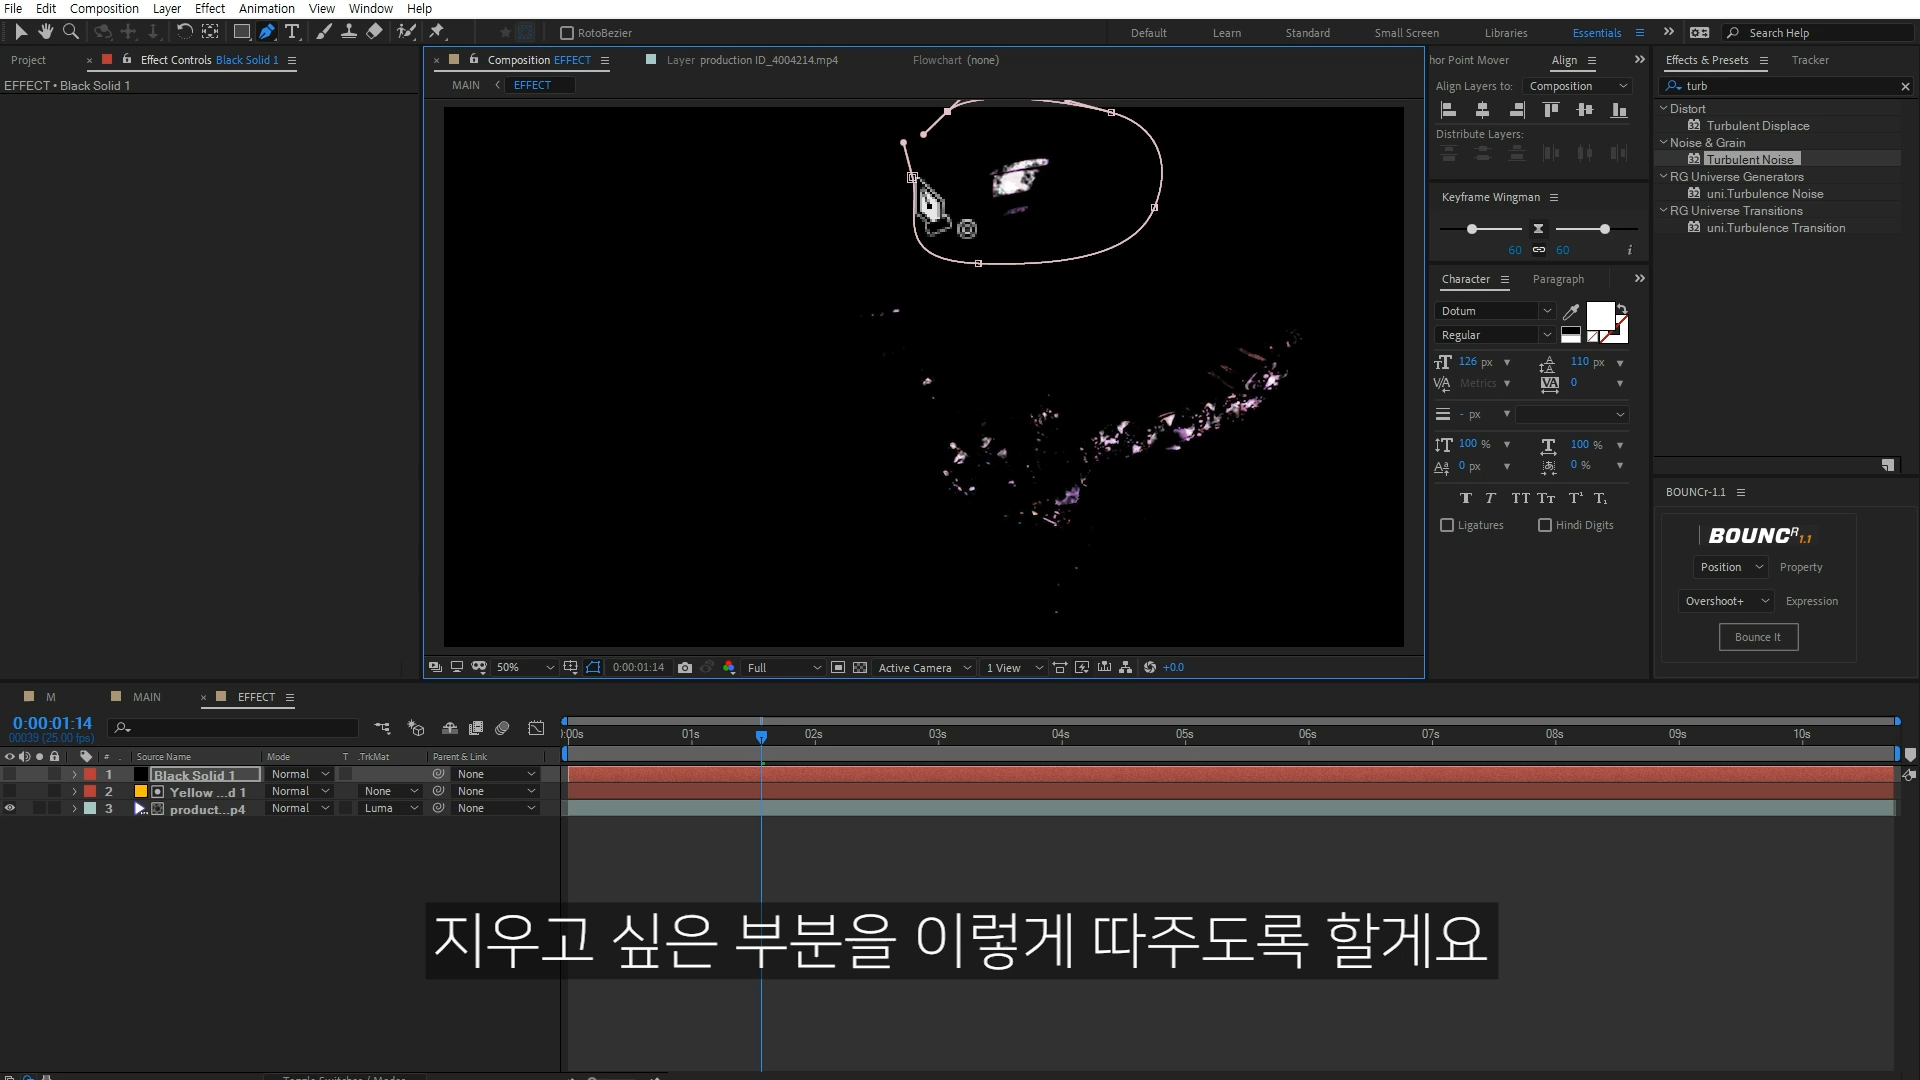 File Edit Composition Layer Effect Animation View Window Help
RotoBezier
Default Learn Standard Small Screen Libraries Essentials Search Help
Project Effect Controls Black Solid 1
EFFECT • Black Solid 1
Composition EFFECT Layer production ID_4004214.mp4 Flowchart (none)
MAIN EFFECT
hor Point Mover Align
Align Layers to: Composition
Distribute Layers:
Keyframe Wingman
60 60
Character Paragraph
Dotum
Regular
126 px 110 px
Metrics 0
- px
100 % 100 %
0 px 0 %
Ligatures Hindi Digits
Effects & Presets Tracker
turb
Distort
Turbulent Displace
Noise & Grain
Turbulent Noise
RG Universe Generators
uni.Turbulence Noise
RG Universe Transitions
uni.Turbulence Transition
BOUNCr-1.1
BOUNCR 1.1
Position Property
Overshoot+ Expression
Bounce It
50% 0:00:01:14 Full Active Camera 1 View +0.0
M MAIN EFFECT
0:00:01:14
00039 (25.00 fps)
:00s 01s 02s 03s 04s 05s 06s 07s 08s 09s 10s
# Source Name Mode T .TrkMat Parent & Link
1 Black Solid 1 Normal None
2 Yellow ...d 1 Normal None None
3 product...p4 Normal Luma None
지우고 싶은 부분을 이렇게 따주도록 할게요